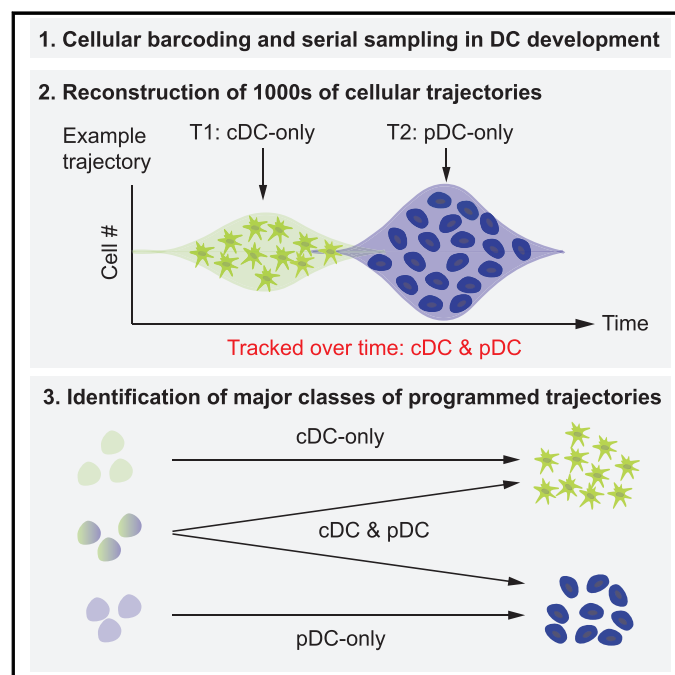 1. Cellular barcoding and serial sampling in DC development
2. Reconstruction of 1000s of cellular trajectories
Example
trajectory
T1: cDC-only
T2: pDC-only
Cell #
Time
Tracked over time: cDC & pDC
3. Identification of major classes of programmed trajectories
cDC-only
cDC & pDC
pDC-only